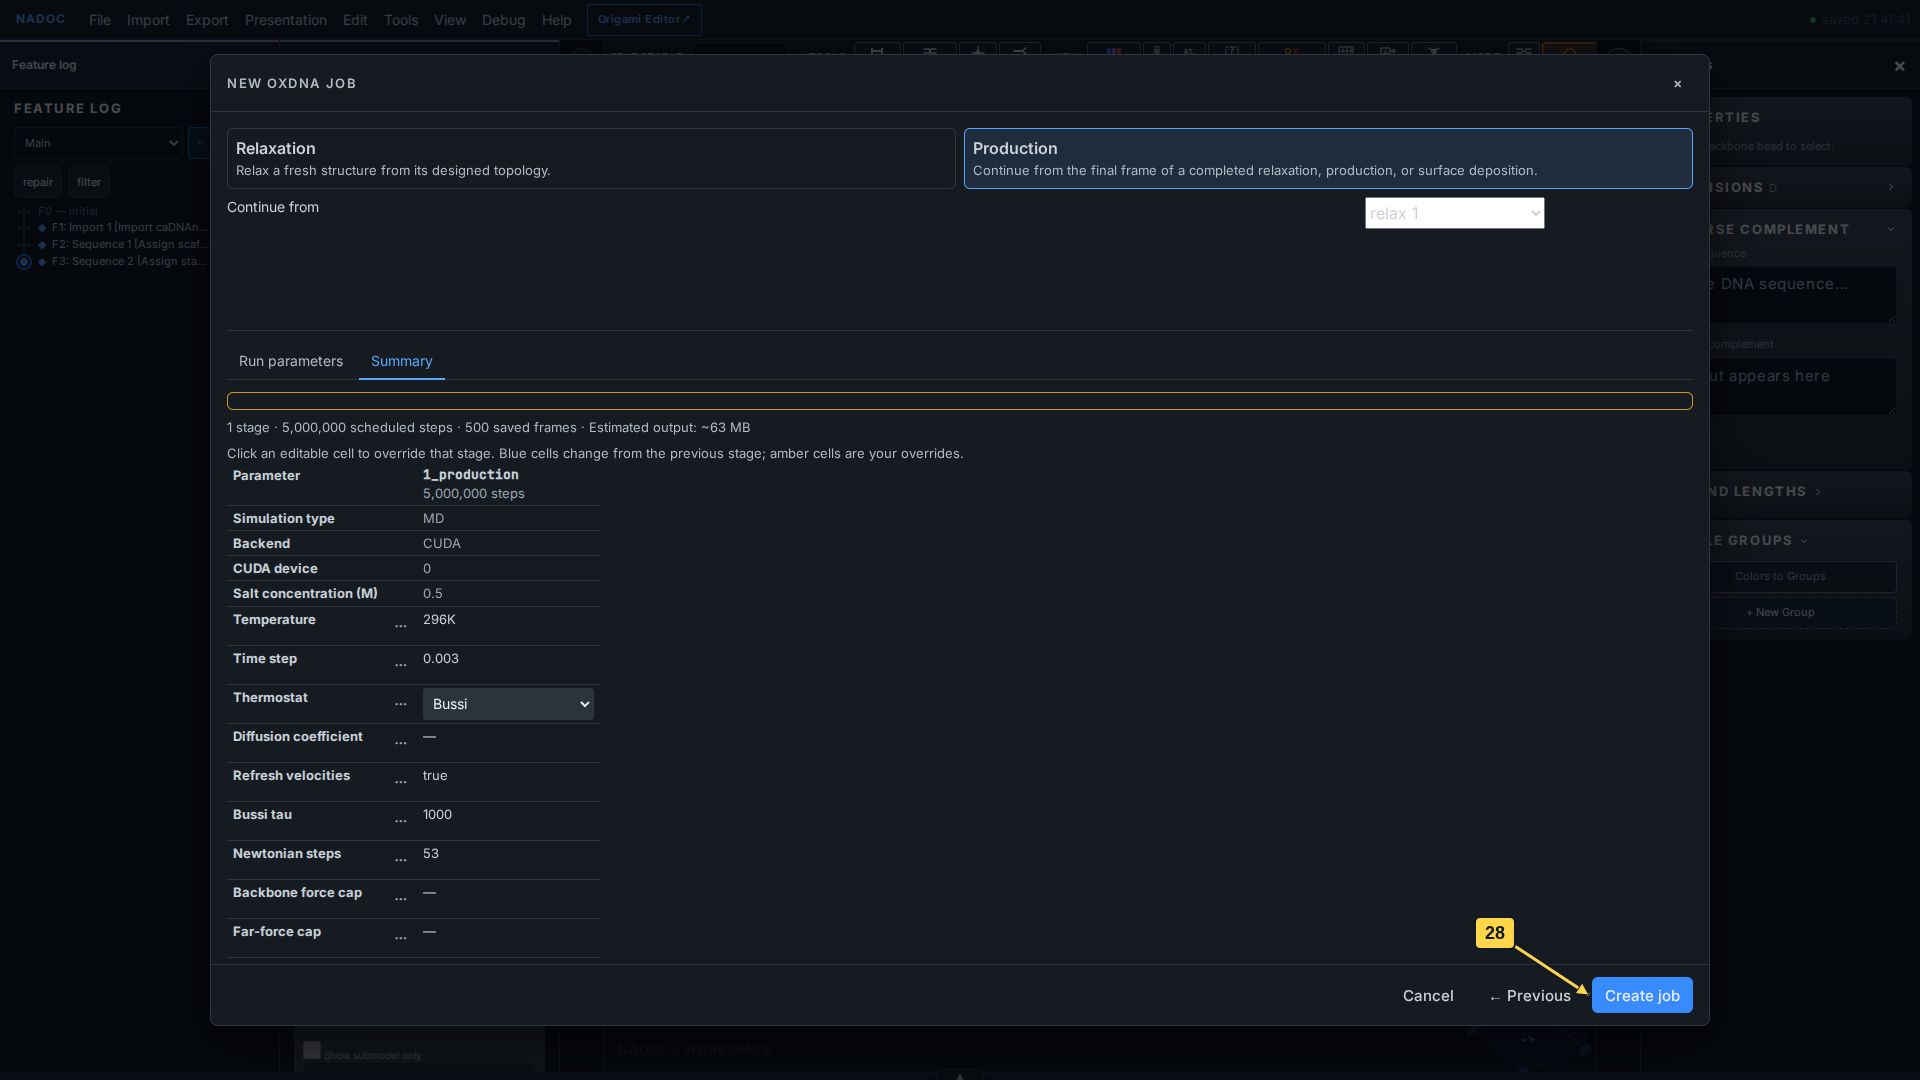 NADOC File Import Export Presentation Edit Tools View Debug Help Origami Editor↗ saved 21:41:41
Feature log
FEATURE LOG
Main
repair filter
F0 — initial
F1: Import 1 [Import caDNAn...
F2: Sequence 1 [Assign scaf...
F3: Sequence 2 [Assign sta...
NEW OXDNA JOB ×
Relaxation
Relax a fresh structure from its designed topology.
Production
Continue from the final frame of a completed relaxation, production, or surface deposition.
Continue from relax 1
Run parameters Summary
1 stage · 5,000,000 scheduled steps · 500 saved frames · Estimated output: ~63 MB
Click an editable cell to override that stage. Blue cells change from the previous stage; amber cells are your overrides.
Parameter 1_production
5,000,000 steps
Simulation type MD
Backend CUDA
CUDA device 0
Salt concentration (M) 0.5
Temperature ... 296K
Time step ... 0.003
Thermostat ... Bussi
Diffusion coefficient ... —
Refresh velocities ... true
Bussi tau ... 1000
Newtonian steps ... 53
Backbone force cap ... —
Far-force cap ... —
28
Cancel ← Previous Create job
ERTIES
ackbone bead to select.
ISIONS D
RSE COMPLEMENT
quence
e DNA sequence...
complement
ut appears here
ND LENGTHS
LE GROUPS
Colors to Groups
+ New Group
Show submodel only
NADOC WORKSPACE